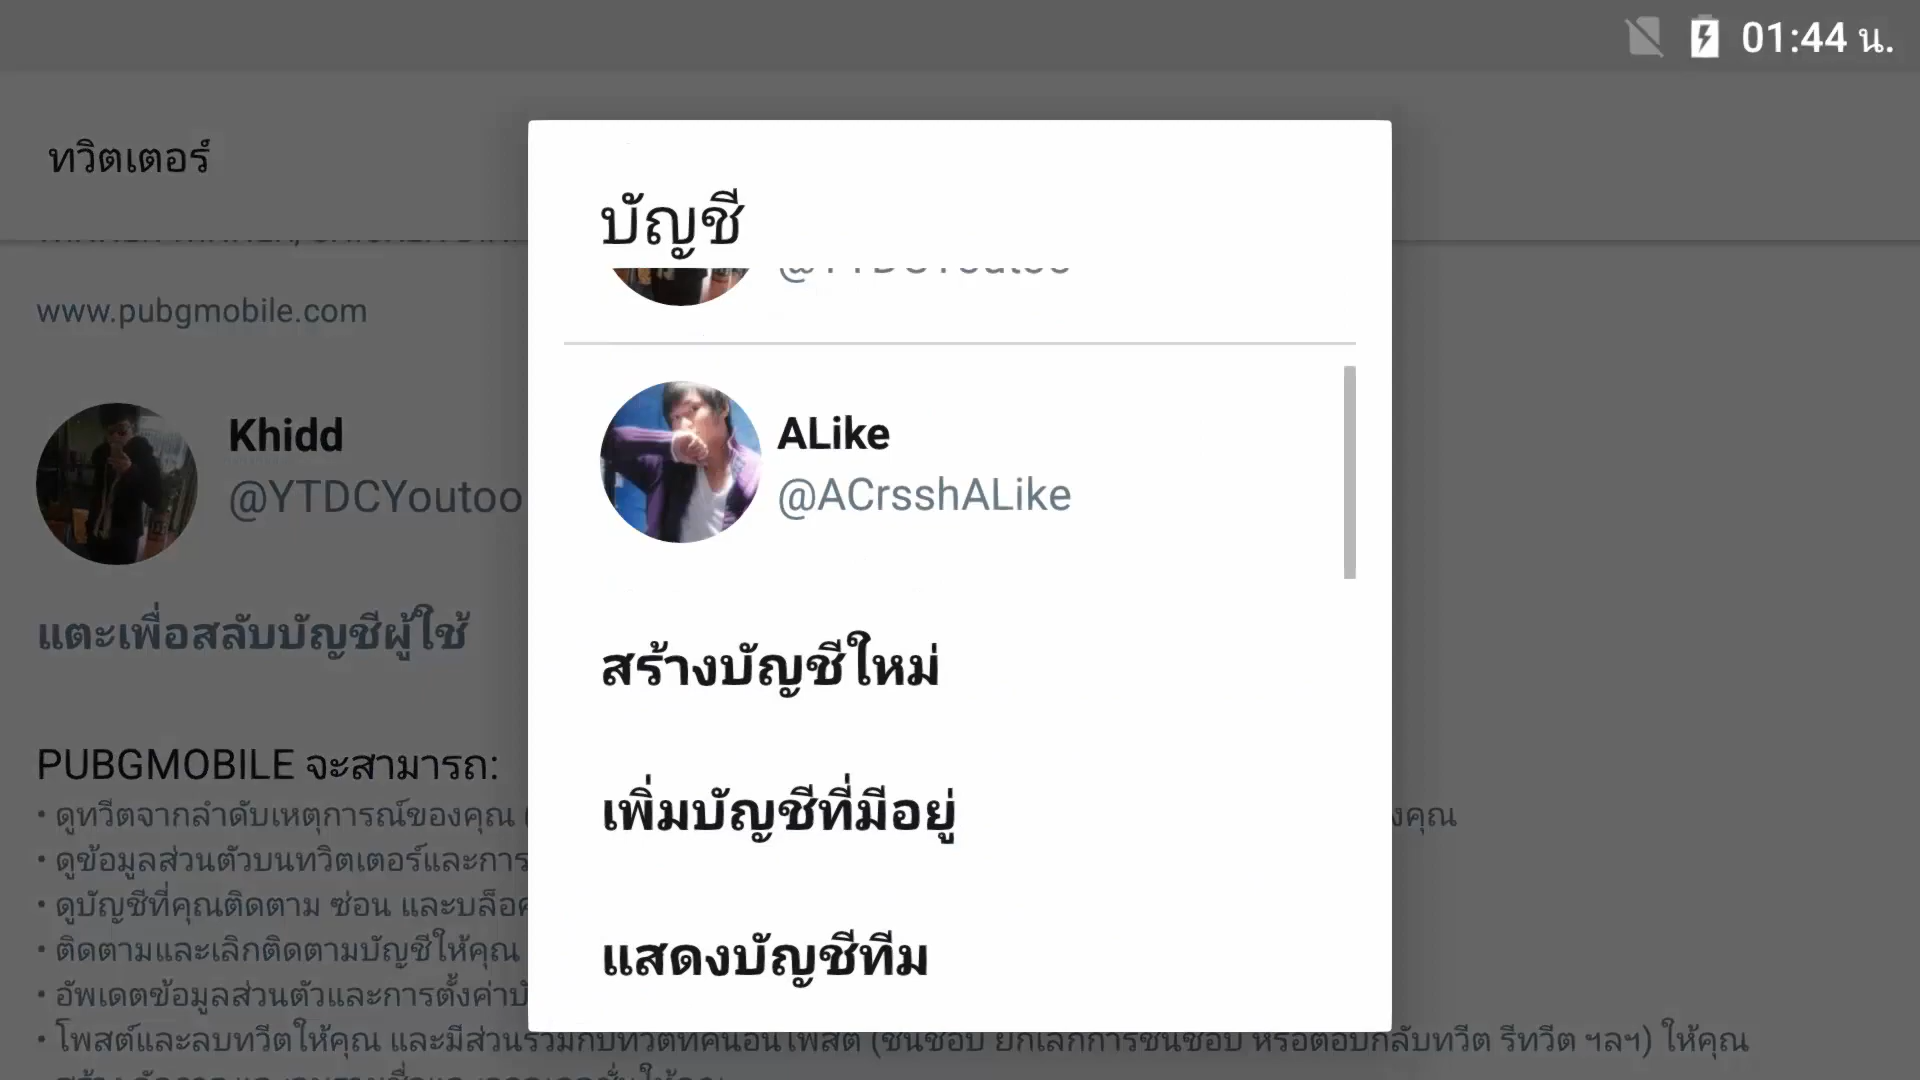 01:44 น.
ทวิตเตอร์
www.pubgmobile.com
Khidd
@YTDCYoutoo
แตะเพื่อสลับบัญชีผู้ใช้
PUBGMOBILE จะสามารถ:
• ดูทวีตจากลำดับเหตุการณ์ของคุณ
• ดูข้อมูลส่วนตัวบนทวิตเตอร์และการ
• ดูบัญชีที่คุณติดตาม ซ่อน และบล็อค
• ติดตามและเลิกติดตามบัญชีให้คุณ
• อัพเดตข้อมูลส่วนตัวและการตั้งค่า
• โพสต์และลบทวีตให้คุณ และมีส่วนร่วมกับทวีตที่คนอื่นโพสต์ (ชื่นชอบ ยกเลิกการชื่นชอบ หรือตอบกลับทวีต รีทวีต ฯลฯ) ให้คุณ
บัญชี
@YTDCYoutoo
ALike
@ACrsshALike
สร้างบัญชีใหม่
เพิ่มบัญชีที่มีอยู่
แสดงบัญชีทีม